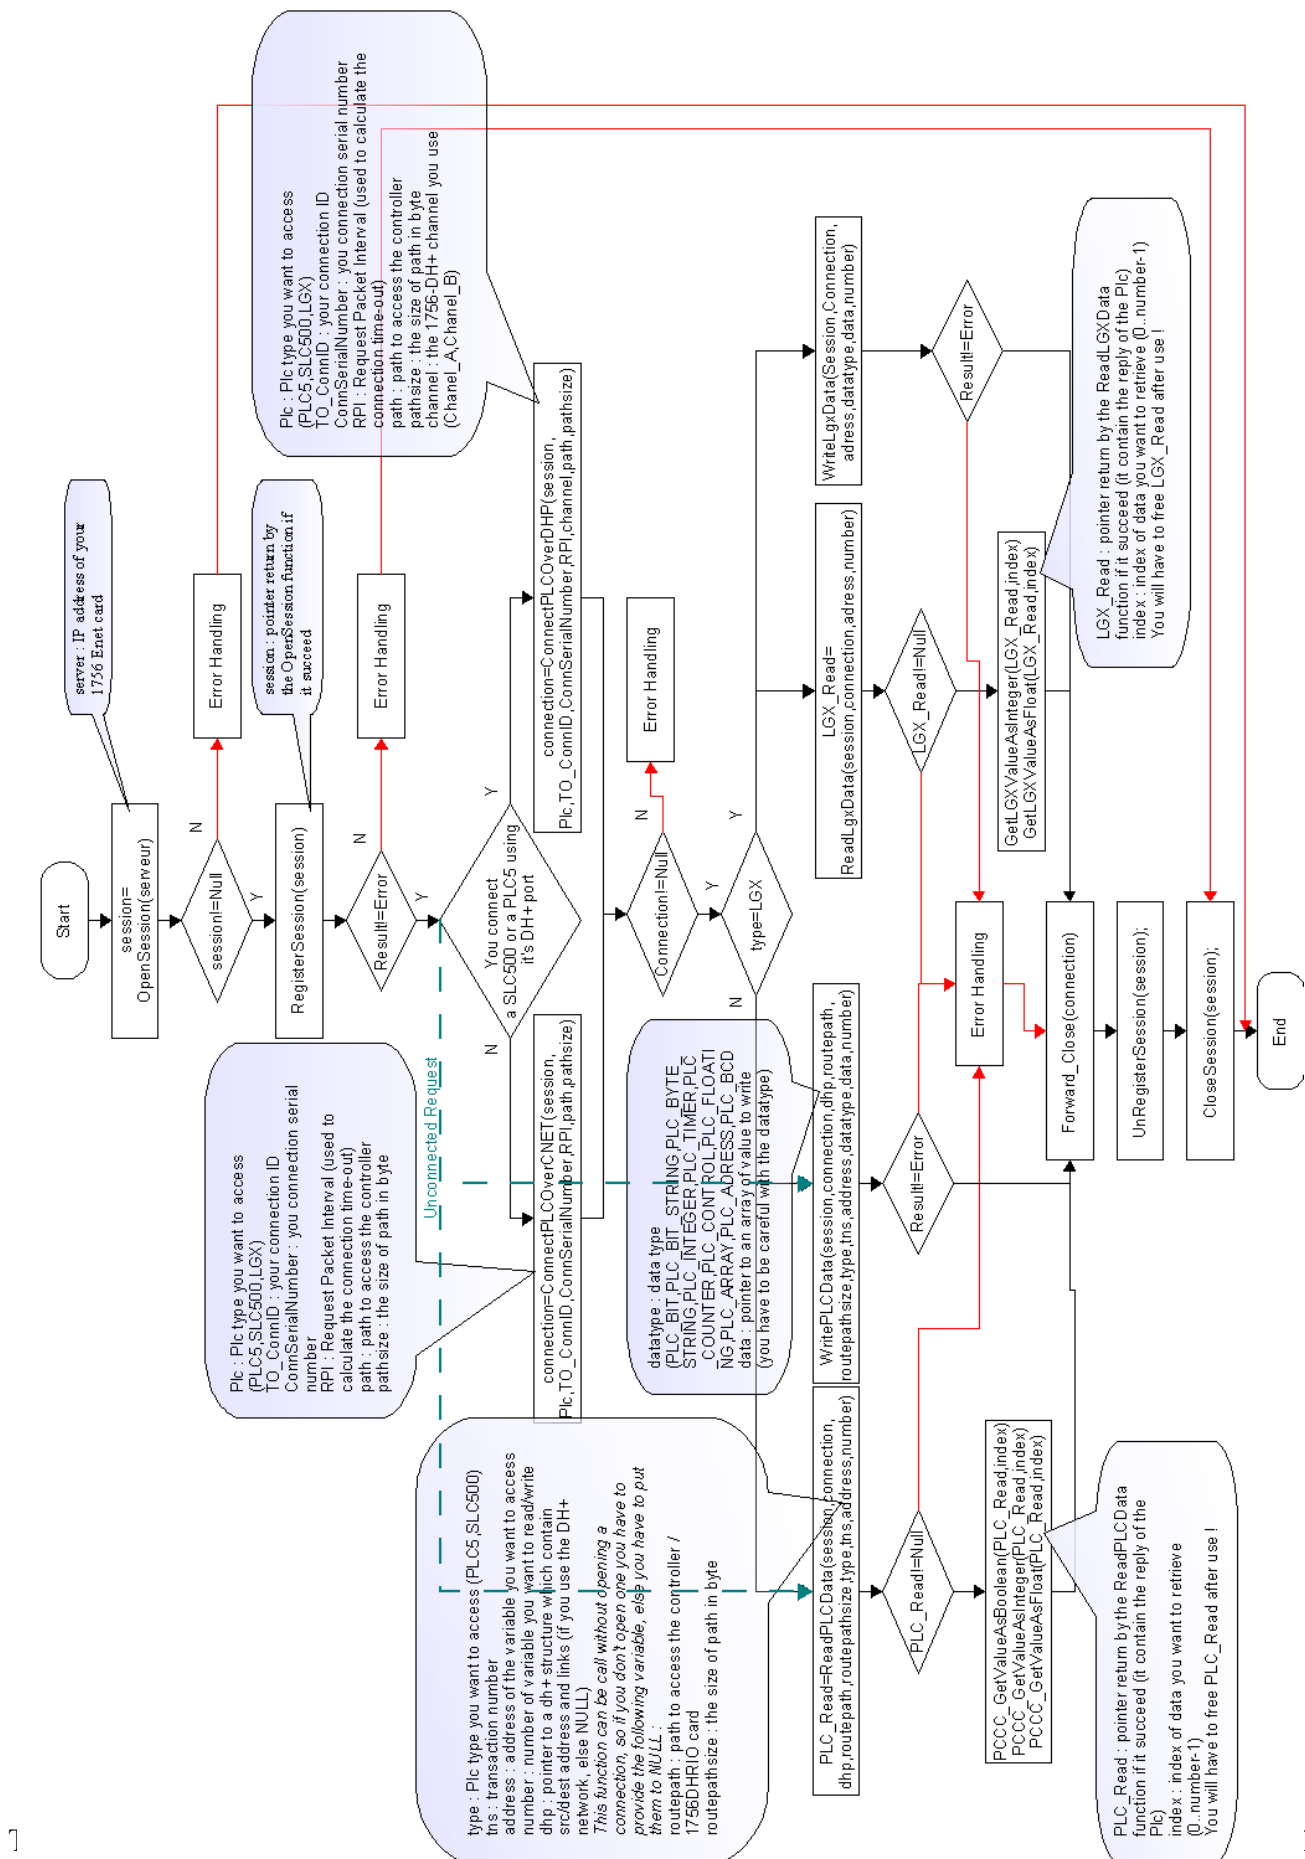 Start
session=
OpenSession(serveur)
server : IP address of your
1756 Enet card
session!=Null
N
Error Handling
Y
RegisterSession(session)
session : pointer return by
the OpenSession function if
it succeed
Result!=Error
N
Error Handling
Y
You connect
a SLC500 or a PLC5 using
it's DH+ port
N
Y
Unconnected Request
Plc : Plc type you want to access
(PLC5,SLC500,LGX)
TO_ConnID : your connection ID
ConnSerialNumber : you connection serial
number
RPI : Request Packet Interval (used to
calculate the connection time-out)
path : path to access the controller
pathsize : the size of path in byte
Plc : Plc type you want to access
(PLC5,SLC500,LGX)
TO_ConnID : your connection ID
ConnSerialNumber : you connection serial number
RPI : Request Packet Interval (used to calculate the
connection time-out)
path : path to access the controller
pathsize : the size of path in byte
channel : the 1756-DH+ channel you use
(Chanel_A,Chanel_B)
connection=ConnectPLCOverCNET(session,
Plc,TO_ConnID,ConnSerialNumber,RPI,path,pathsize)
connection=ConnectPLCOverDHP(session,
Plc,TO_ConnID,ConnSerialNumber,RPI,channel,path,pathsize)
Connection!=Null
N
Error Handling
Y
type=LGX
N
Y
type : Plc type you want to access (PLC5,SLC500)
tns : transaction number
address : address of the variable you want to access
number : number of variable you want to read/write
dhp : pointer to a dh+ structure which contain
src/dest address and links (if you use the DH+
network, else NULL)
This function can be call without opening a
connection, so if you don't open one you have to
provide the following variable, else you have to put
them to NULL :
routepath : path to access the controller /
1756DHRIO card
routepathsize : the size of path in byte
datatype : data type
(PLC_BIT,PLC_BIT_STRING,PLC_BYTE_
STRING,PLC_INTEGER,PLC_TIMER,PLC
_COUNTER,PLC_CONTROL,PLC_FLOATI
NG,PLC_ARRAY,PLC_ADRESS,PLC_BCD
data : pointer to an array of value to write
(you have to be careful with the datatype)
PLC_Read=ReadPLCData(session,connection,
dhp,routepath,routepathsize,type,tns,address,number)
WritePLCData(session,connection,dhp,routepath,
routepathsize,type,tns,address,datatype,data,number)
LGX_Read=
ReadLgxData(session,connection,adress,number)
WriteLgxData(Session,Connection,
adress,datatype,data,number)
PLC_Read!=Null
Result!=Error
LGX_Read!=Null
Result!=Error
Error Handling
PCCC_GetValueAsBoolean(PLC_Read,index)
PCCC_GetValueAsInteger(PLC_Read,index)
PCCC_GetValueAsFloat(PLC_Read,index)
GetLGXValueAsInteger(LGX_Read,index)
GetLGXValueAsFloat(LGX_Read,index)
Forward_Close(connection)
PLC_Read : pointer return by the ReadPLCData
function if it succeed (it contain the reply of the
Plc)
index : index of data you want to retrieve
(0..number-1)
You will have to free PLC_Read after use !
LGX_Read : pointer return by the ReadLGXData
function if it succeed (it contain the reply of the Plc)
index : index of data you want to retrieve (0..number-1)
You will have to free LGX_Read after use !
UnRegisterSession(session);
CloseSession(session);
End